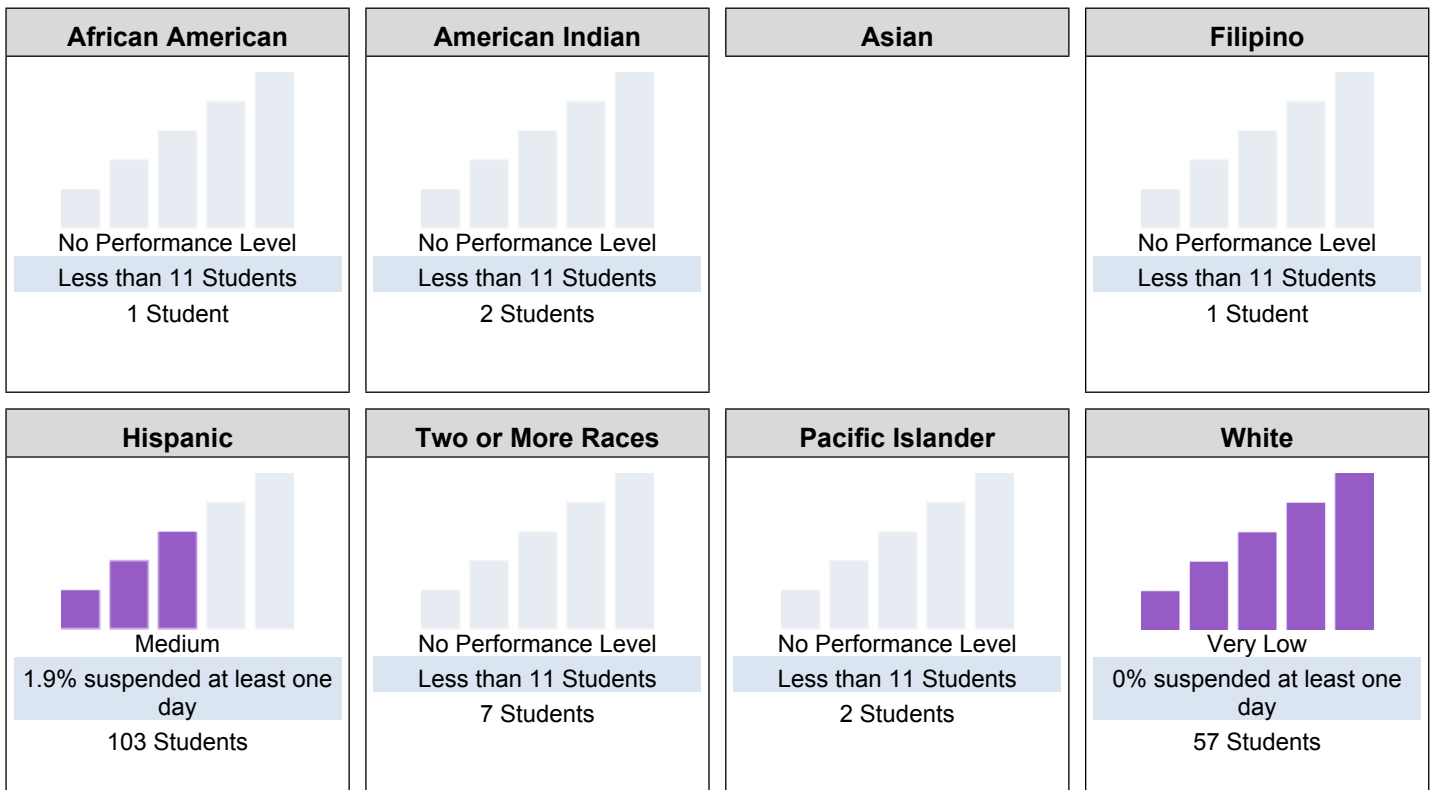 African American
No Performance Level
Less than 11 Students
1 Student
American Indian
No Performance Level
Less than 11 Students
2 Students
Asian
Filipino
No Performance Level
Less than 11 Students
1 Student
Hispanic
Medium
1.9% suspended at least one
day
103 Students
Two or More Races
No Performance Level
Less than 11 Students
7 Students
Pacific Islander
No Performance Level
Less than 11 Students
2 Students
White
Very Low
0% suspended at least one
day
57 Students